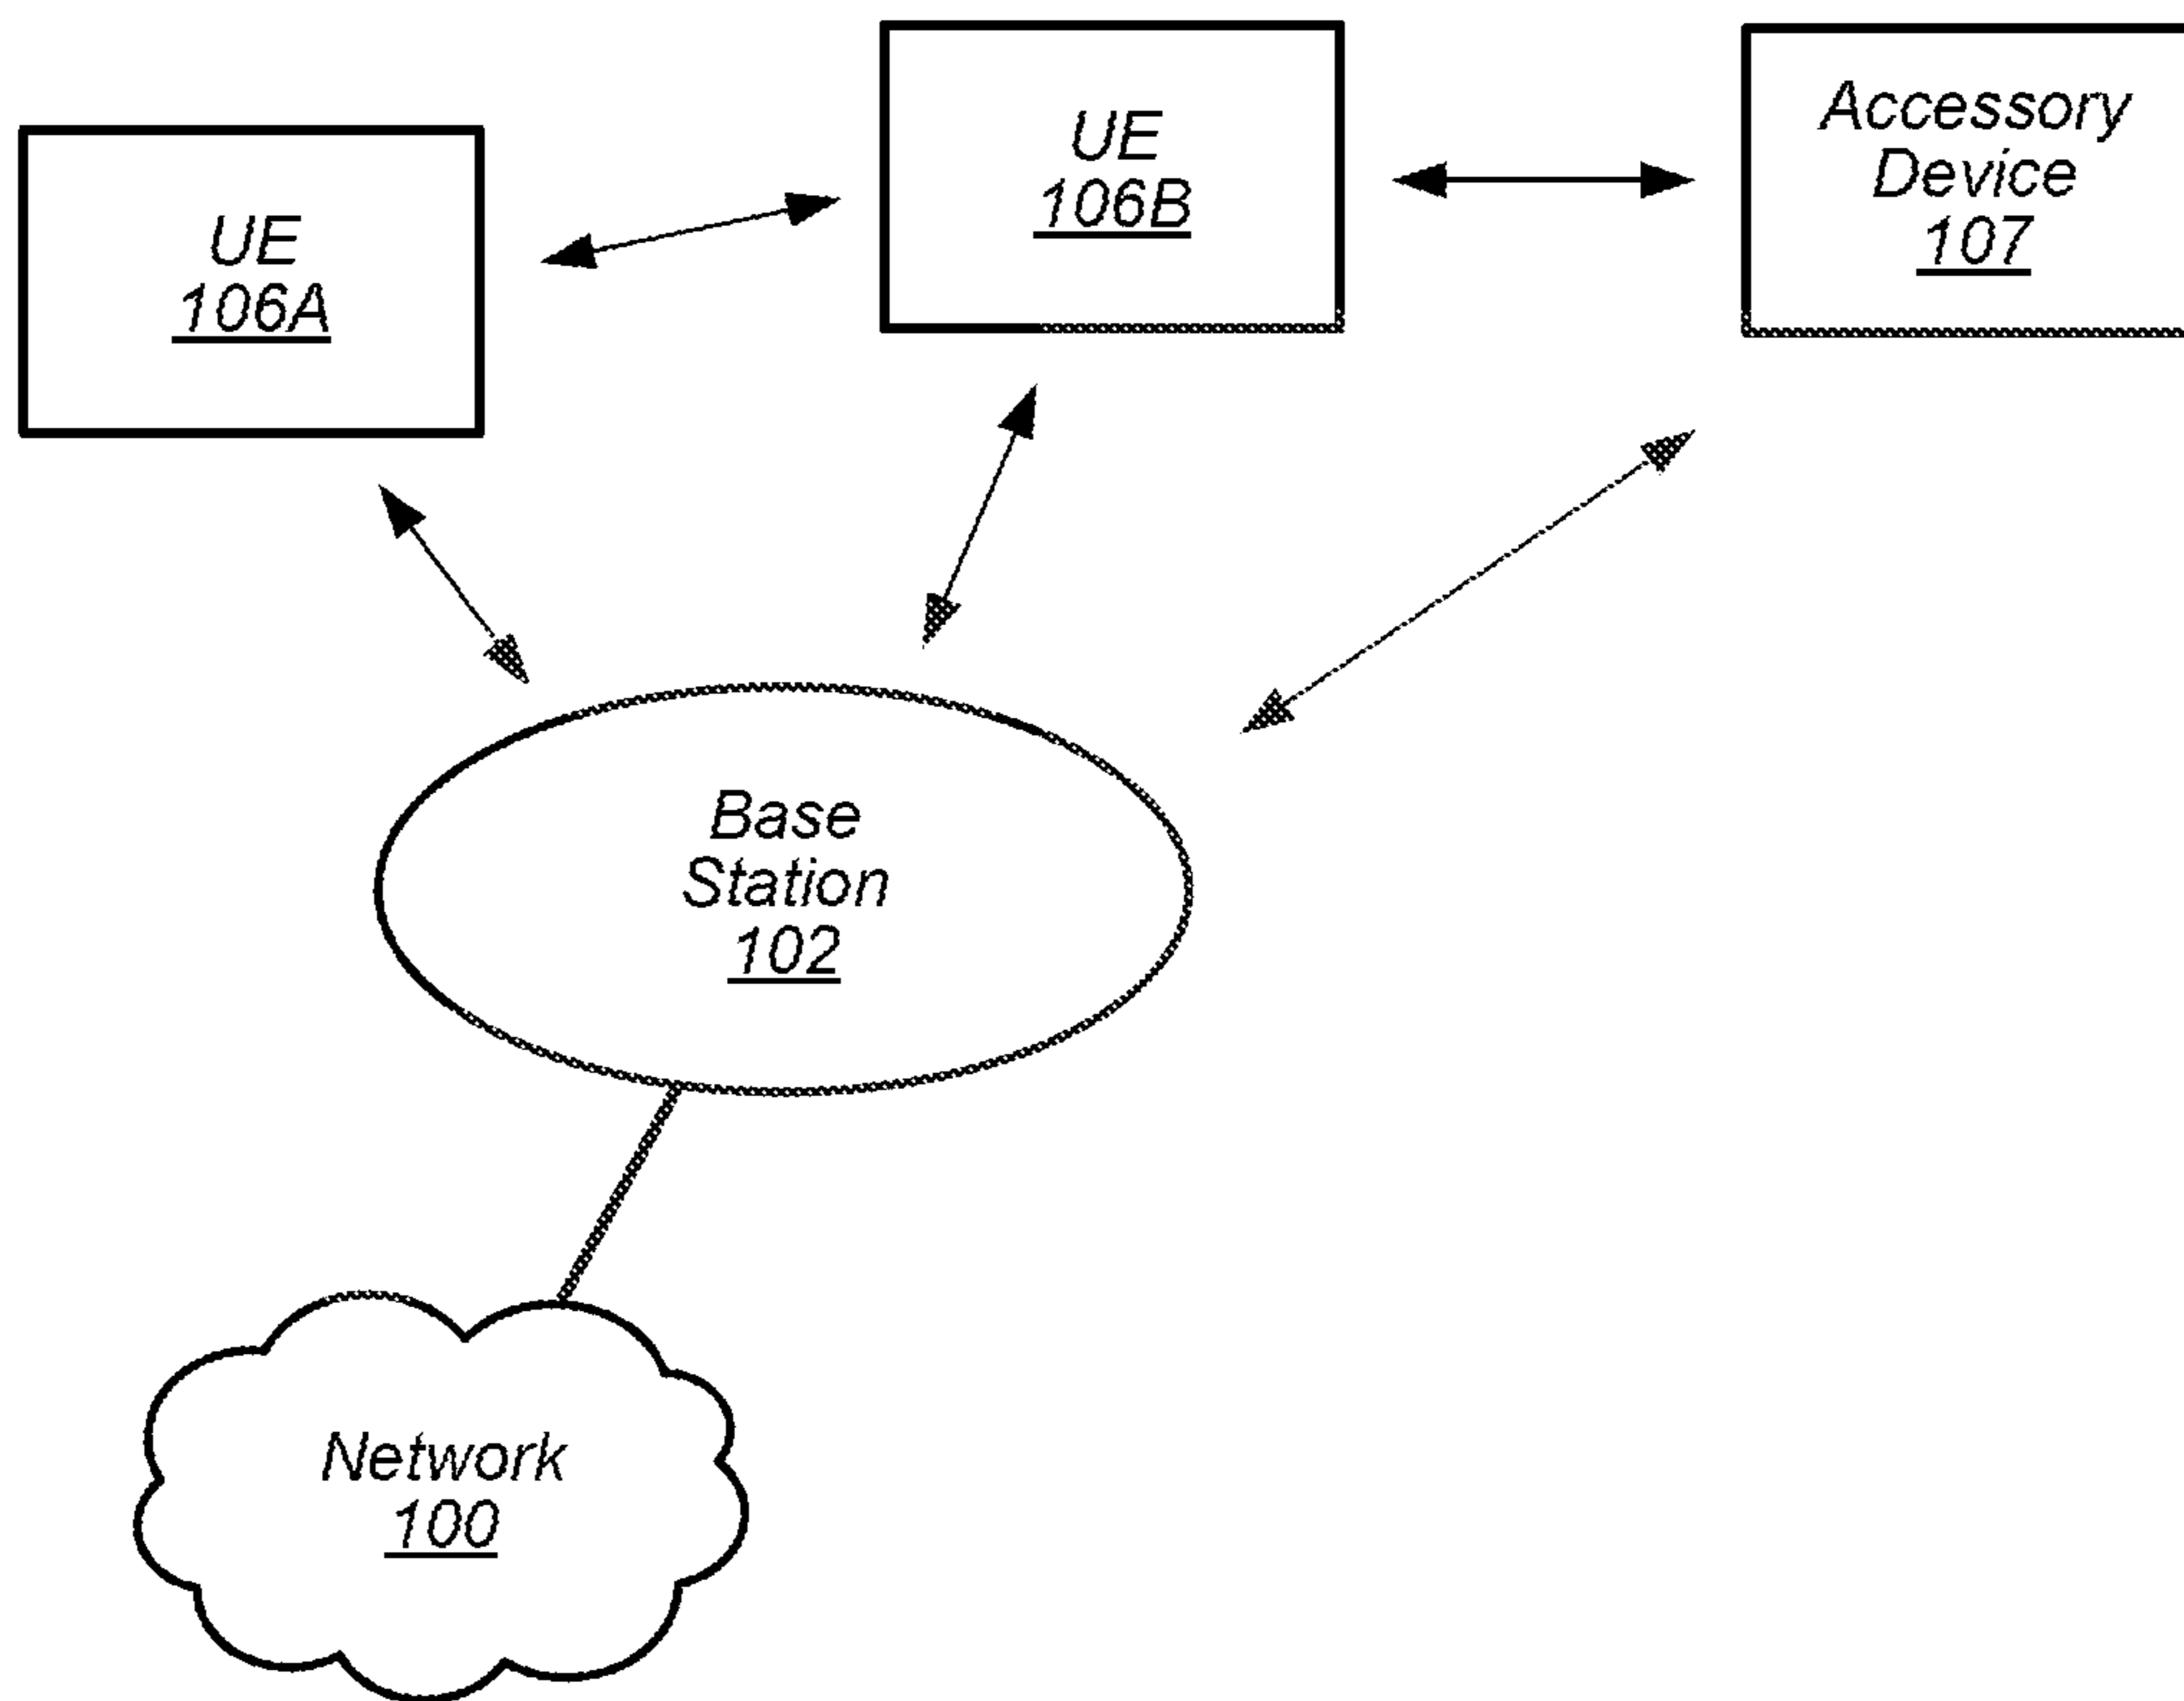 UE
106A
UE
106B
Accessory
Device
107
Base
Station
102
Network
100